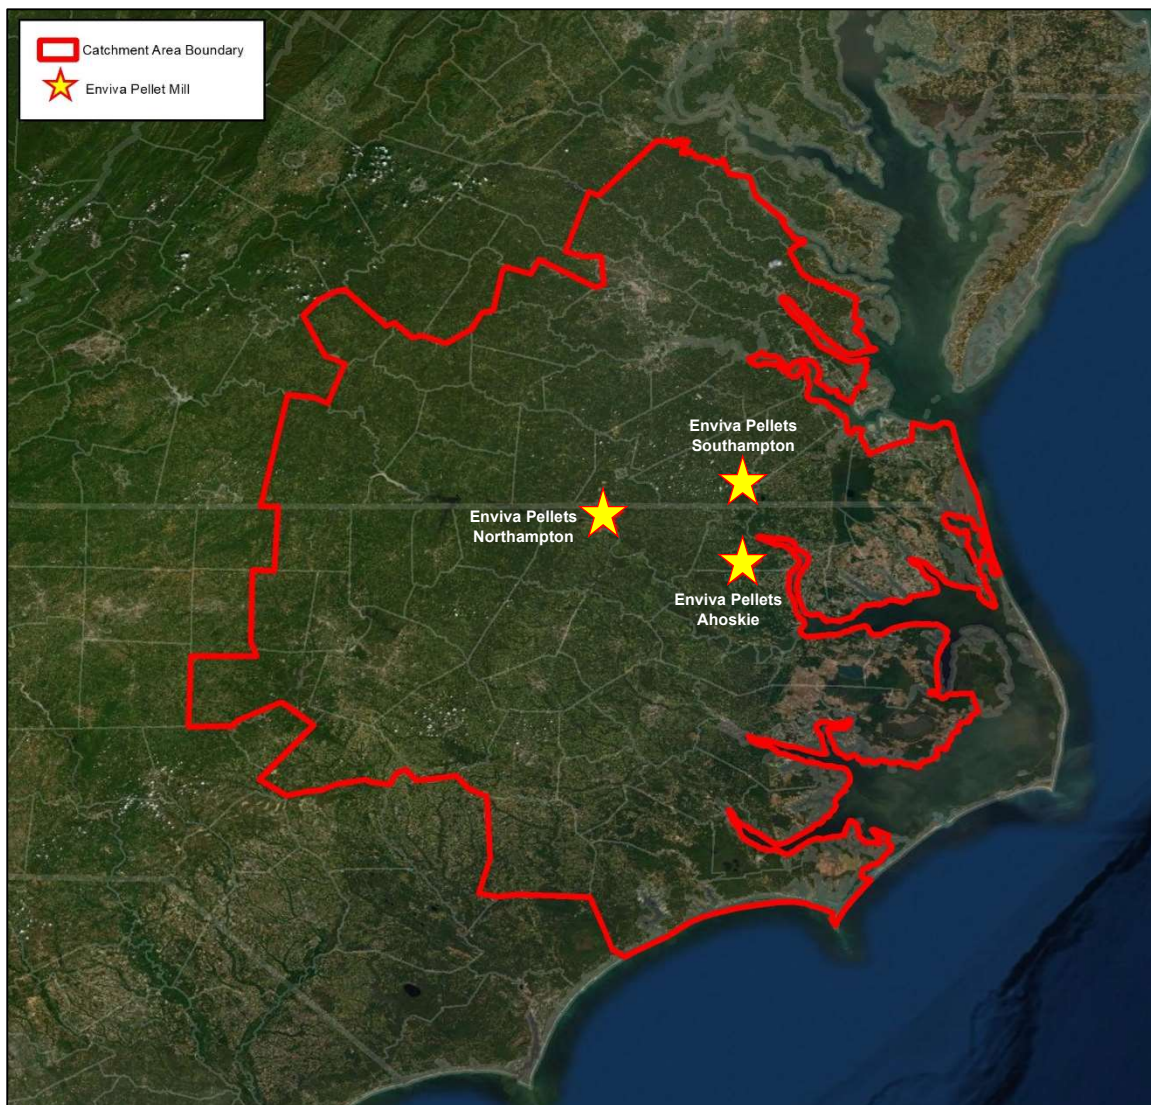 Catchment Area Boundary
Enviva Pellet Mill
Enviva Pellets
Southampton
Enviva Pellets
Northampton
Enviva Pellets
Ahoskie